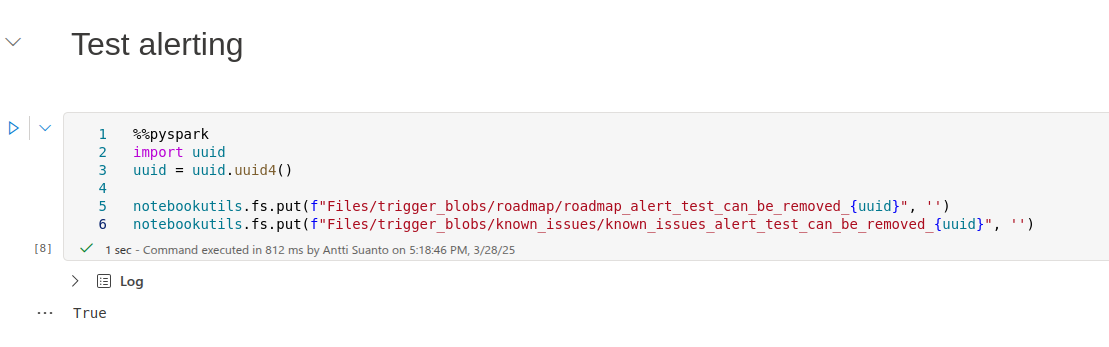 Test alerting
1 %%pyspark
2 import uuid
3 uuid = uuid.uuid4()
4
5 notebookutils.fs.put(f"Files/trigger_blobs/roadmap/roadmap_alert_test_can_be_removed_{uuid}", '')
6 notebookutils.fs.put(f"Files/trigger_blobs/known_issues/known_issues_alert_test_can_be_removed_{uuid}", '')
[8] 1 sec - Command executed in 812 ms by Antti Suanto on 5:18:46 PM, 3/28/25
Log
True